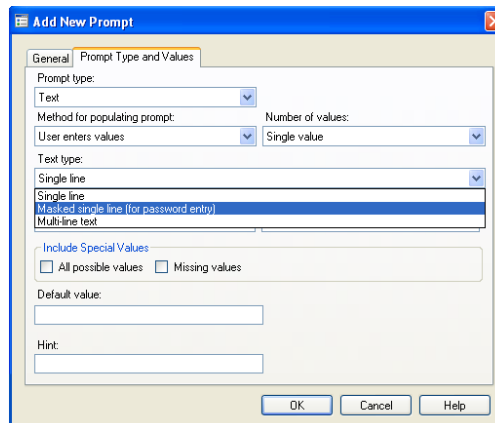 Add New Prompt
General
Prompt Type and Values
Prompt type:
Text
Method for populating prompt:
Number of values:
User enters values
Single value
Text type:
Single line
Single line
Masked single line (for password entry)
Multi-line text
Include Special Values
All possible values
Missing values
Default value:
Hint:
OK
Cancel
Help